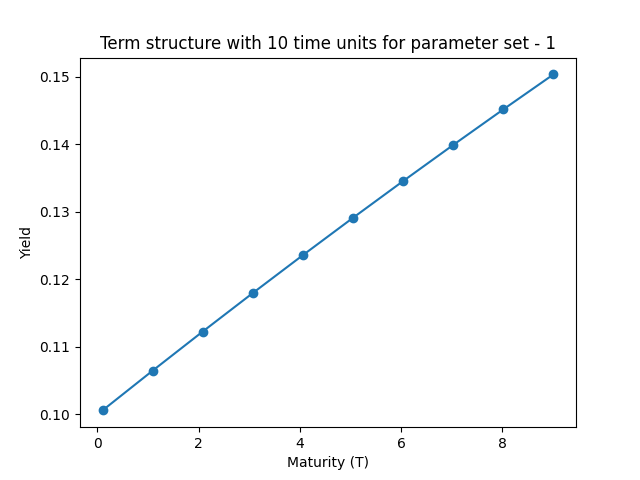 Term structure with 10 time units for parameter set - 1
0.15
0.14
0.13
0.12
0.11
0.10
Yield
0 2 4 6 8
Maturity (T)